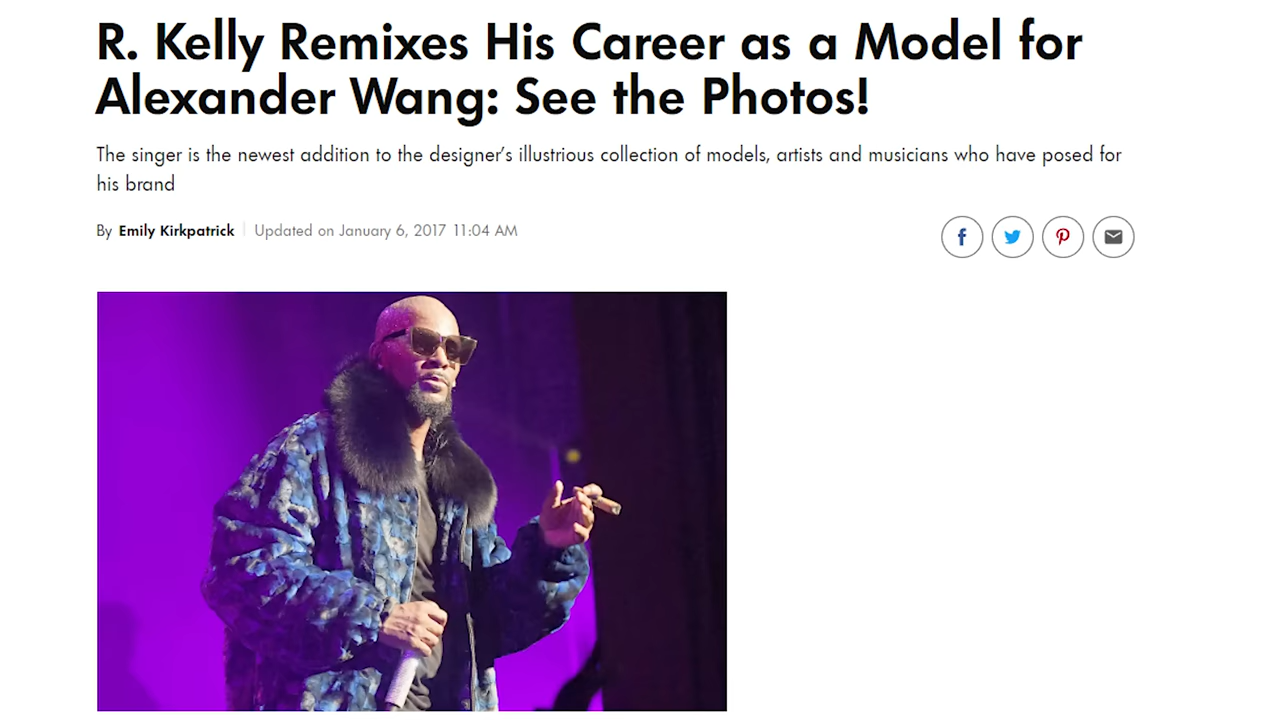 R. Kelly Remixes His Career as a Model for
Alexander Wang: See the Photos!
The singer is the newest addition to the designer’s illustrious collection of models, artists and musicians who have posed for
his brand
By Emily Kirkpatrick | Updated on January 6, 2017 11:04 AM